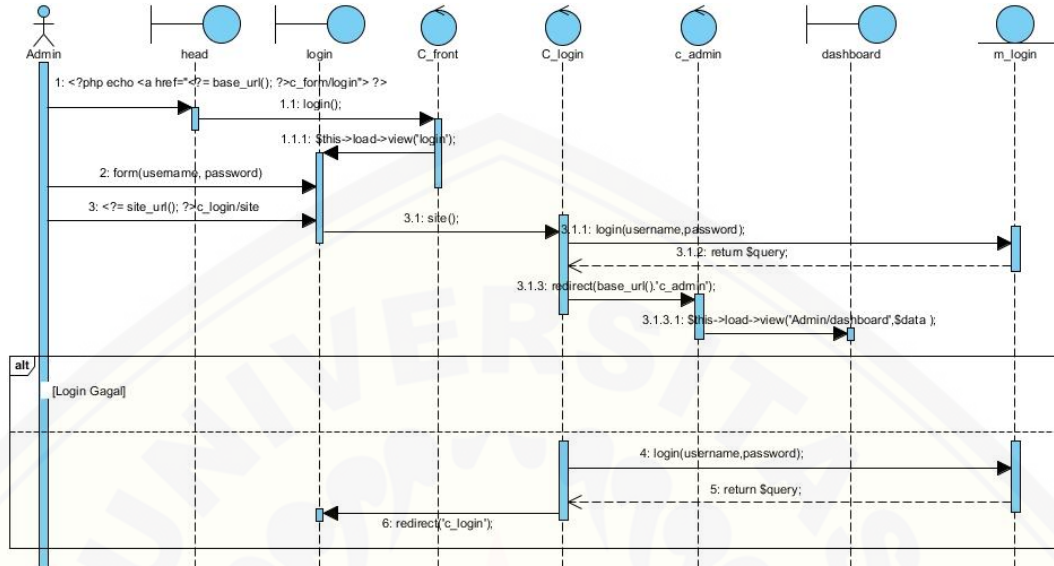 Admin
head
login
C_front
C_login
c_admin
dashboard
m_login
1: <?php echo <a href="<?= base_url(); ?>c_form/login"> ?>
1.1: login();
1.1.1: $this->load->view('login');
2: form(username, password)
3: <?= site_url(); ?>c_login/site
3.1: site();
3.1.1: login(username,password);
3.1.2: return $query;
3.1.3: redirect(base_url().'c_admin');
3.1.3.1: $this->load->view('Admin/dashboard',$data );
alt
[Login Gagal]
4: login(username,password);
5: return $query;
6: redirect('c_login');
UNIVERSITAS